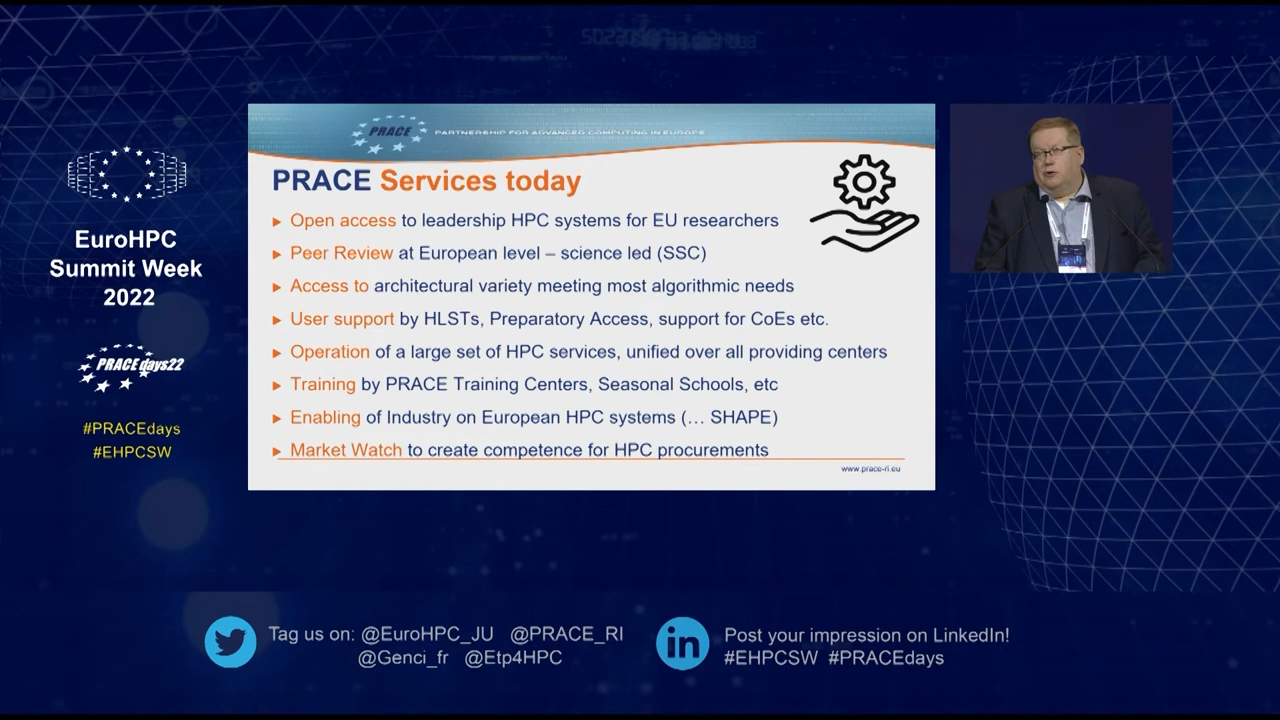 EuroHPC
Summit Week
2022
PRACEdays22
#PRACEdays
#EHPCSW
PRACE
PARTNERSHIP FOR ADVANCED COMPUTING IN EUROPE
PRACE Services today
▸ Open access to leadership HPC systems for EU researchers
▸ Peer Review at European level – science led (SSC)
▸ Access to architectural variety meeting most algorithmic needs
▸ User support by HLSTs, Preparatory Access, support for CoEs etc.
▸ Operation of a large set of HPC services, unified over all providing centers
▸ Training by PRACE Training Centers, Seasonal Schools, etc
▸ Enabling of Industry on European HPC systems (… SHAPE)
▸ Market Watch to create competence for HPC procurements
www.prace-ri.eu
Tag us on: @EuroHPC_JU @PRACE_RI
@Genci_fr @Etp4HPC
in
Post your impression on LinkedIn!
#EHPCSW #PRACEdays